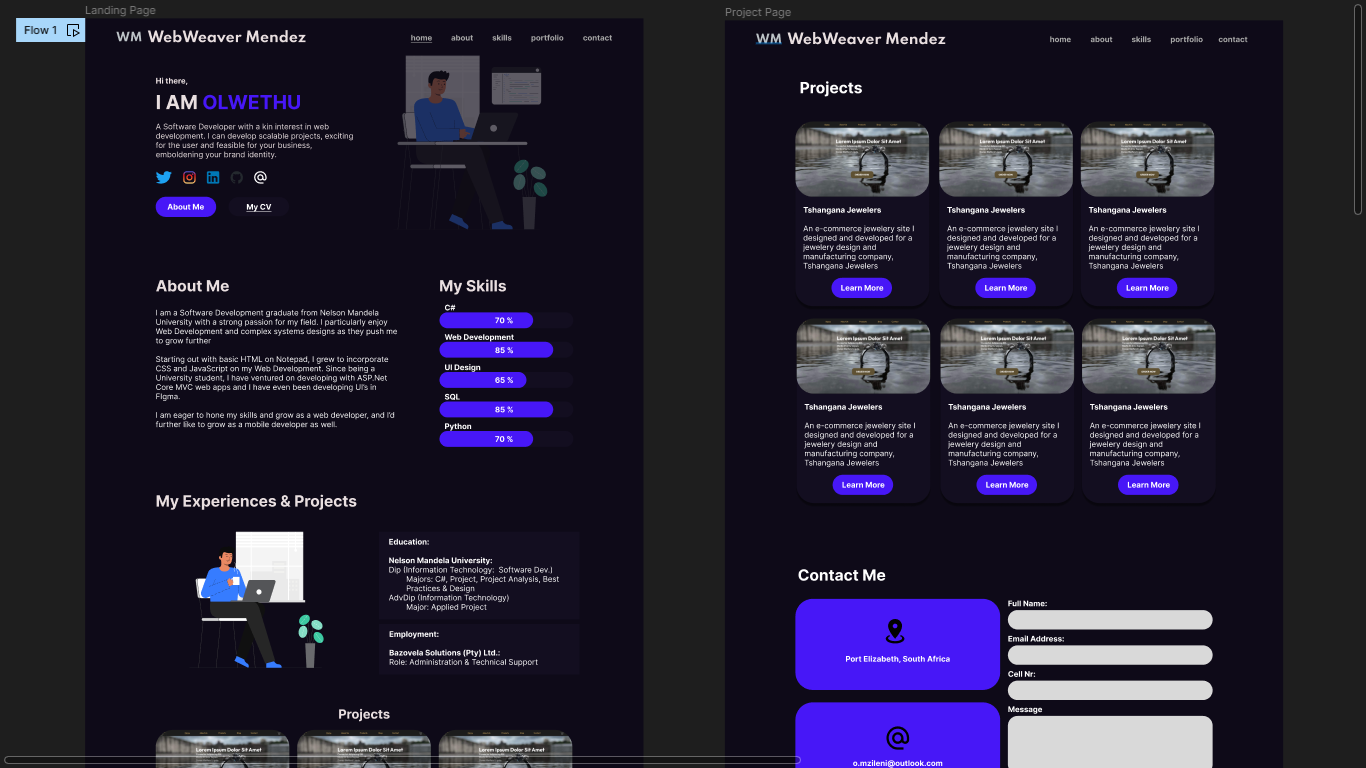 Landing Page
Flow 1
WM WebWeaver Mendez
home about skills portfolio contact
Hi there,
I AM OLWETHU
A Software Developer with a kin interest in web
development. I can develop scalable projects, exciting
for the user and feasible for your business,
emboldening your brand identity.
About Me
My CV
About Me
I am a Software Development graduate from Nelson Mandela
University with a strong passion for my field. I particularly enjoy
Web Development and complex systems designs as they push me
to grow further
Starting out with basic HTML on Notepad, I grew to incorporate
CSS and JavaScript on my Web Development. Since being a
University student, I have ventured on developing with ASP.Net
Core MVC web apps and I have even been developing UI's in
Figma.
I am eager to hone my skills and grow as a web developer, and I'd
further like to grow as a mobile developer as well.
My Skills
C#
70 %
Web Development
85 %
UI Design
65 %
SQL
85 %
Python
70 %
My Experiences & Projects
Education:
Nelson Mandela University:
Dip (Information Technology: Software Dev.)
Majors: C#, Project, Project Analysis, Best
Practices & Design
AdvDip (Information Technology)
Major: Applied Project
Employment:
Bazovela Solutions (Pty) Ltd.:
Role: Administration & Technical Support
Projects
Lorem Ipsum Dolor Sit Amet
Lorem Ipsum Dolor Sit Amet
Lorem Ipsum Dolor Sit Amet
Project Page
WM WebWeaver Mendez
home about skills portfolio contact
Projects
Lorem Ipsum Dolor Sit Amet
Tshangana Jewelers
An e-commerce jewelery site I
designed and developed for a
jewelery design and
manufacturing company,
Tshangana Jewelers
Learn More
Lorem Ipsum Dolor Sit Amet
Tshangana Jewelers
An e-commerce jewelery site I
designed and developed for a
jewelery design and
manufacturing company,
Tshangana Jewelers
Learn More
Lorem Ipsum Dolor Sit Amet
Tshangana Jewelers
An e-commerce jewelery site I
designed and developed for a
jewelery design and
manufacturing company,
Tshangana Jewelers
Learn More
Lorem Ipsum Dolor Sit Amet
Tshangana Jewelers
An e-commerce jewelery site I
designed and developed for a
jewelery design and
manufacturing company,
Tshangana Jewelers
Learn More
Lorem Ipsum Dolor Sit Amet
Tshangana Jewelers
An e-commerce jewelery site I
designed and developed for a
jewelery design and
manufacturing company,
Tshangana Jewelers
Learn More
Lorem Ipsum Dolor Sit Amet
Tshangana Jewelers
An e-commerce jewelery site I
designed and developed for a
jewelery design and
manufacturing company,
Tshangana Jewelers
Learn More
Contact Me
Port Elizabeth, South Africa
o.mzileni@outlook.com
Full Name:
Email Address:
Cell Nr:
Message